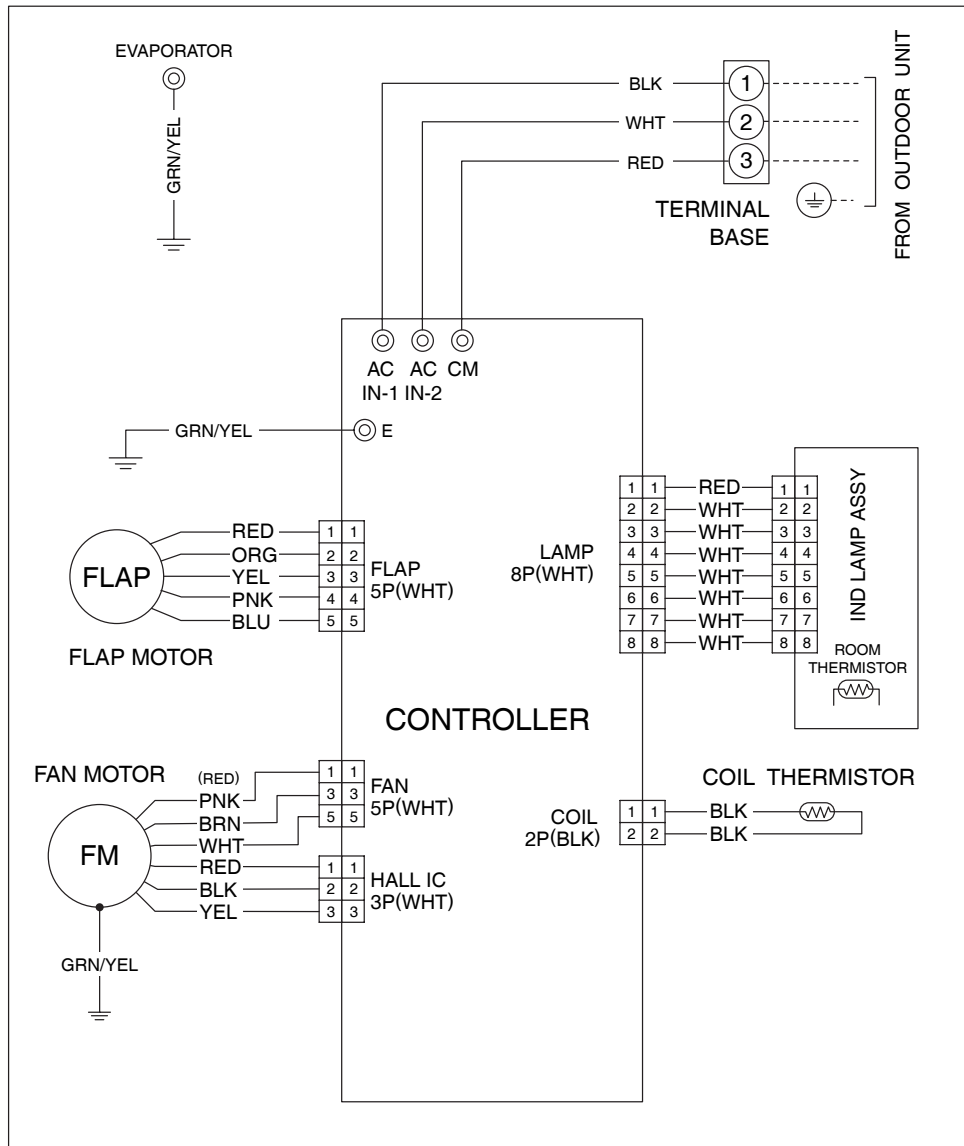 EVAPORATOR
GRN/YEL
BLK 1
WHT 2
RED 3
TERMINAL
BASE
FROM OUTDOOR UNIT
AC AC CM
IN-1 IN-2
GRN/YEL E
FLAP
RED 1 1
ORG 2 2
YEL 3 3
PNK 4 4
BLU 5 5
FLAP
5P(WHT)
FLAP MOTOR
LAMP
8P(WHT)
1 1 RED 1 1
2 2 WHT 2 2
3 3 WHT 3 3
4 4 WHT 4 4
5 5 WHT 5 5
6 6 WHT 6 6
7 7 WHT 7 7
8 8 WHT 8 8
IND LAMP ASSY
ROOM
THERMISTOR
CONTROLLER
FAN MOTOR
FM
(RED)
PNK 1 1
BRN 3 3
WHT 5 5
FAN
5P(WHT)
RED 1 1
BLK 2 2
YEL 3 3
HALL IC
3P(WHT)
GRN/YEL
COIL THERMISTOR
COIL
2P(BLK)
1 1 BLK
2 2 BLK